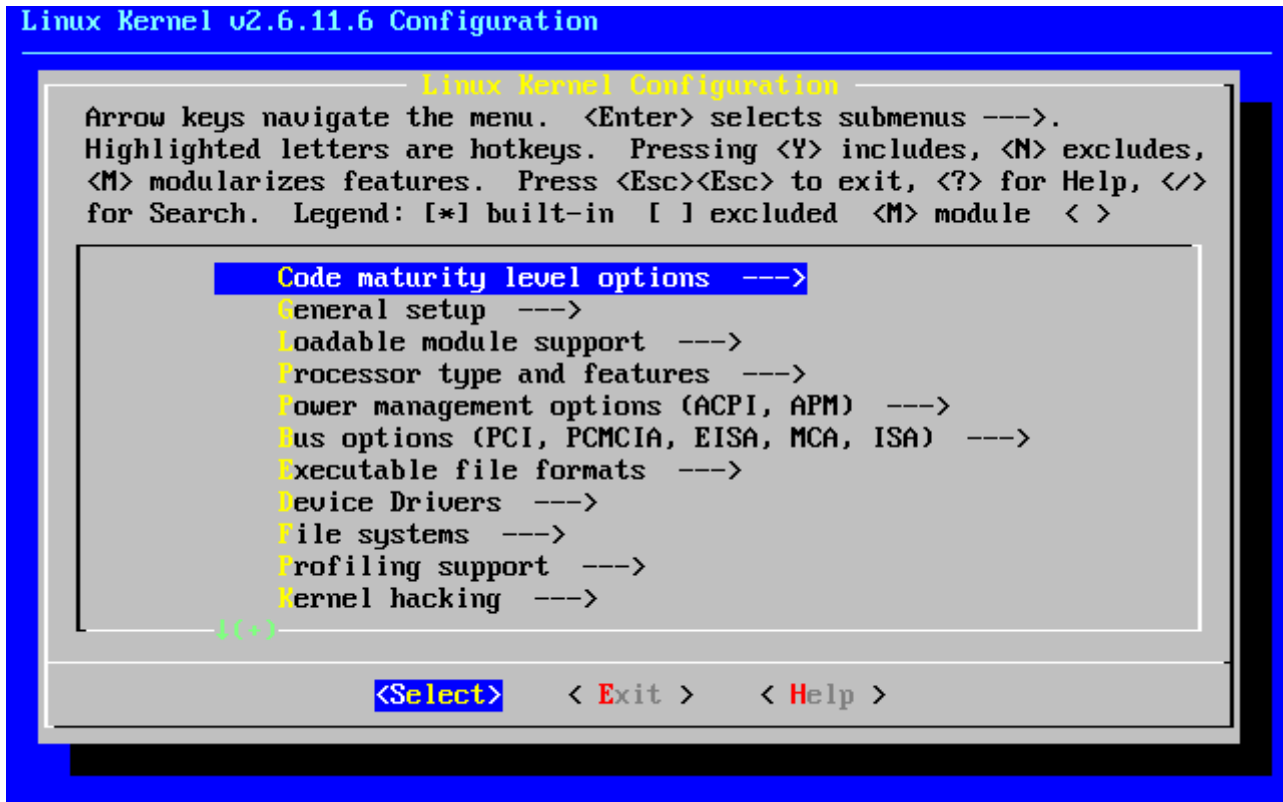 Linux Kernel v2.6.11.6 Configuration
Linux Kernel Configuration
Arrow keys navigate the menu.  <Enter> selects submenus --->.
Highlighted letters are hotkeys.  Pressing <Y> includes, <N> excludes,
<M> modularizes features.  Press <Esc><Esc> to exit, <?> for Help, </>
for Search.  Legend: [*] built-in  [ ] excluded  <M> module  < >
Code maturity level options  --->
General setup  --->
Loadable module support  --->
Processor type and features  --->
Power management options (ACPI, APM)  --->
Bus options (PCI, PCMCIA, EISA, MCA, ISA)  --->
Executable file formats  --->
Device Drivers  --->
File systems  --->
Profiling support  --->
Kernel hacking  --->
↓(+)
<Select>    < Exit >    < Help >